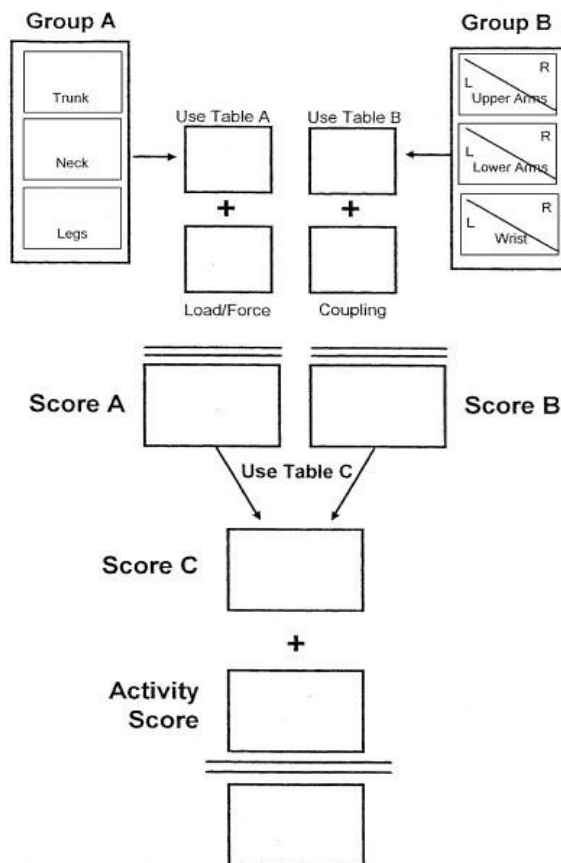 Group A
Group B
Trunk
Neck
Legs
Use Table A
Use Table B
L R
Upper Arms
L R
Lower Arms
L R
Wrist
+ +
Load/Force
Coupling
Score A
Score B
Use Table C
Score C
+
Activity
Score